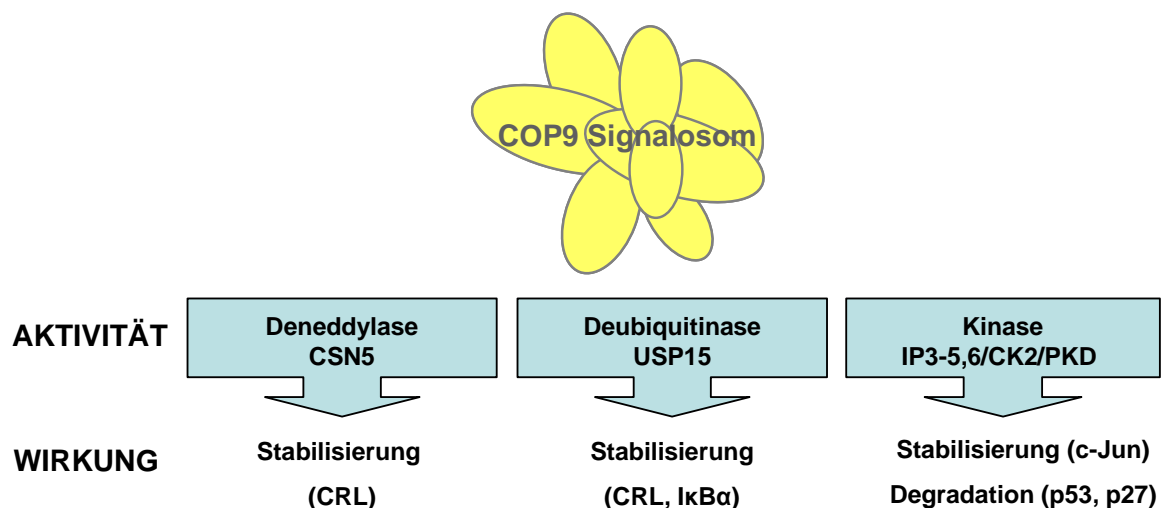 COP9 Signalosom
AKTIVITÄT
Deneddylase
CSN5
Deubiquitinase
USP15
Kinase
IP3-5,6/CK2/PKD
WIRKUNG
Stabilisierung
(CRL)
Stabilisierung
(CRL, IκBα)
Stabilisierung (c-Jun)
Degradation (p53, p27)